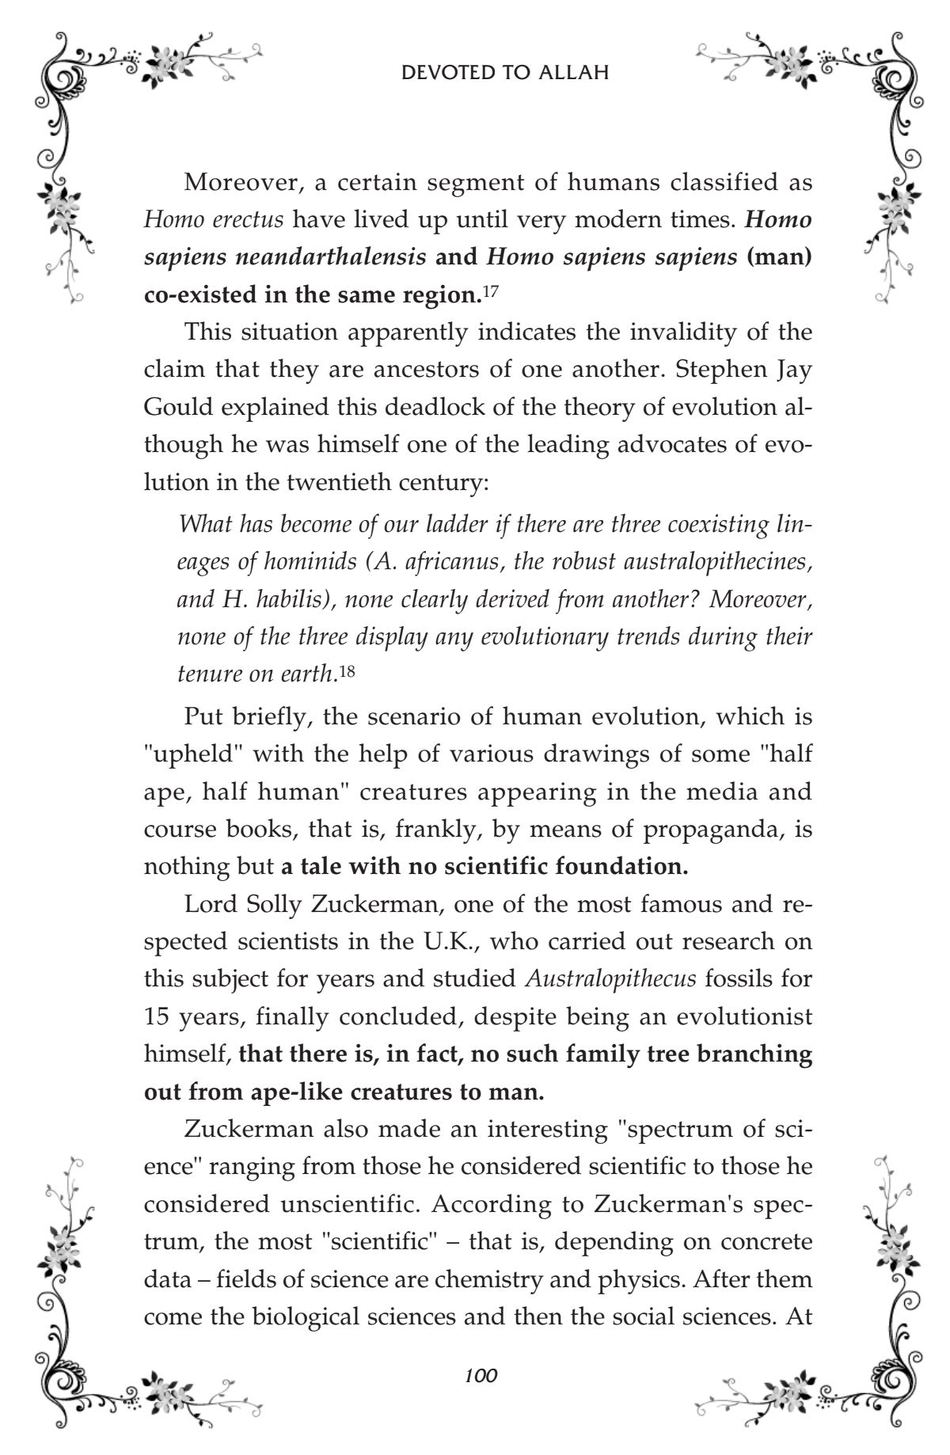 DEVOTED TO ALLAH
Moreover, a certain segment of humans classified as
Homo erectus have lived up until very modern times. Homo
sapiens neandarthalensis and Homo sapiens sapiens (man)
co-existed in the same region.17
This situation apparently indicates the invalidity of the
claim that they are ancestors of one another. Stephen Jay
Gould explained this deadlock of the theory of evolution al-
though he was himself one of the leading advocates of evo-
lution in the twentieth century:
What has become of our ladder if there are three coexisting lin-
eages of hominids (A. africanus, the robust australopithecines,
and H. habilis), none clearly derived from another? Moreover,
none of the three display any evolutionary trends during their
tenure on earth.18
Put briefly, the scenario of human evolution, which is
"upheld" with the help of various drawings of some "half
ape, half human" creatures appearing in the media and
course books, that is, frankly, by means of propaganda, is
nothing but a tale with no scientific foundation.
Lord Solly Zuckerman, one of the most famous and re-
spected scientists in the U.K., who carried out research on
this subject for years and studied Australopithecus fossils for
15 years, finally concluded, despite being an evolutionist
himself, that there is, in fact, no such family tree branching
out from ape-like creatures to man.
Zuckerman also made an interesting "spectrum of sci-
ence" ranging from those he considered scientific to those he
considered unscientific. According to Zuckerman's spec-
trum, the most "scientific" – that is, depending on concrete
data – fields of science are chemistry and physics. After them
come the biological sciences and then the social sciences. At
100